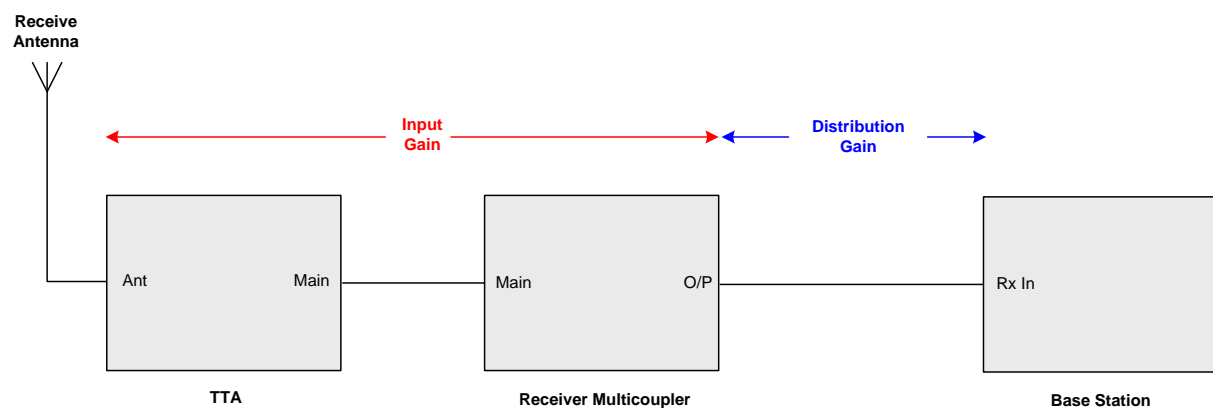 Receive
Antenna
Input
Gain
Distribution
Gain
Ant
Main
Main
O/P
Rx In
TTA
Receiver Multicoupler
Base Station